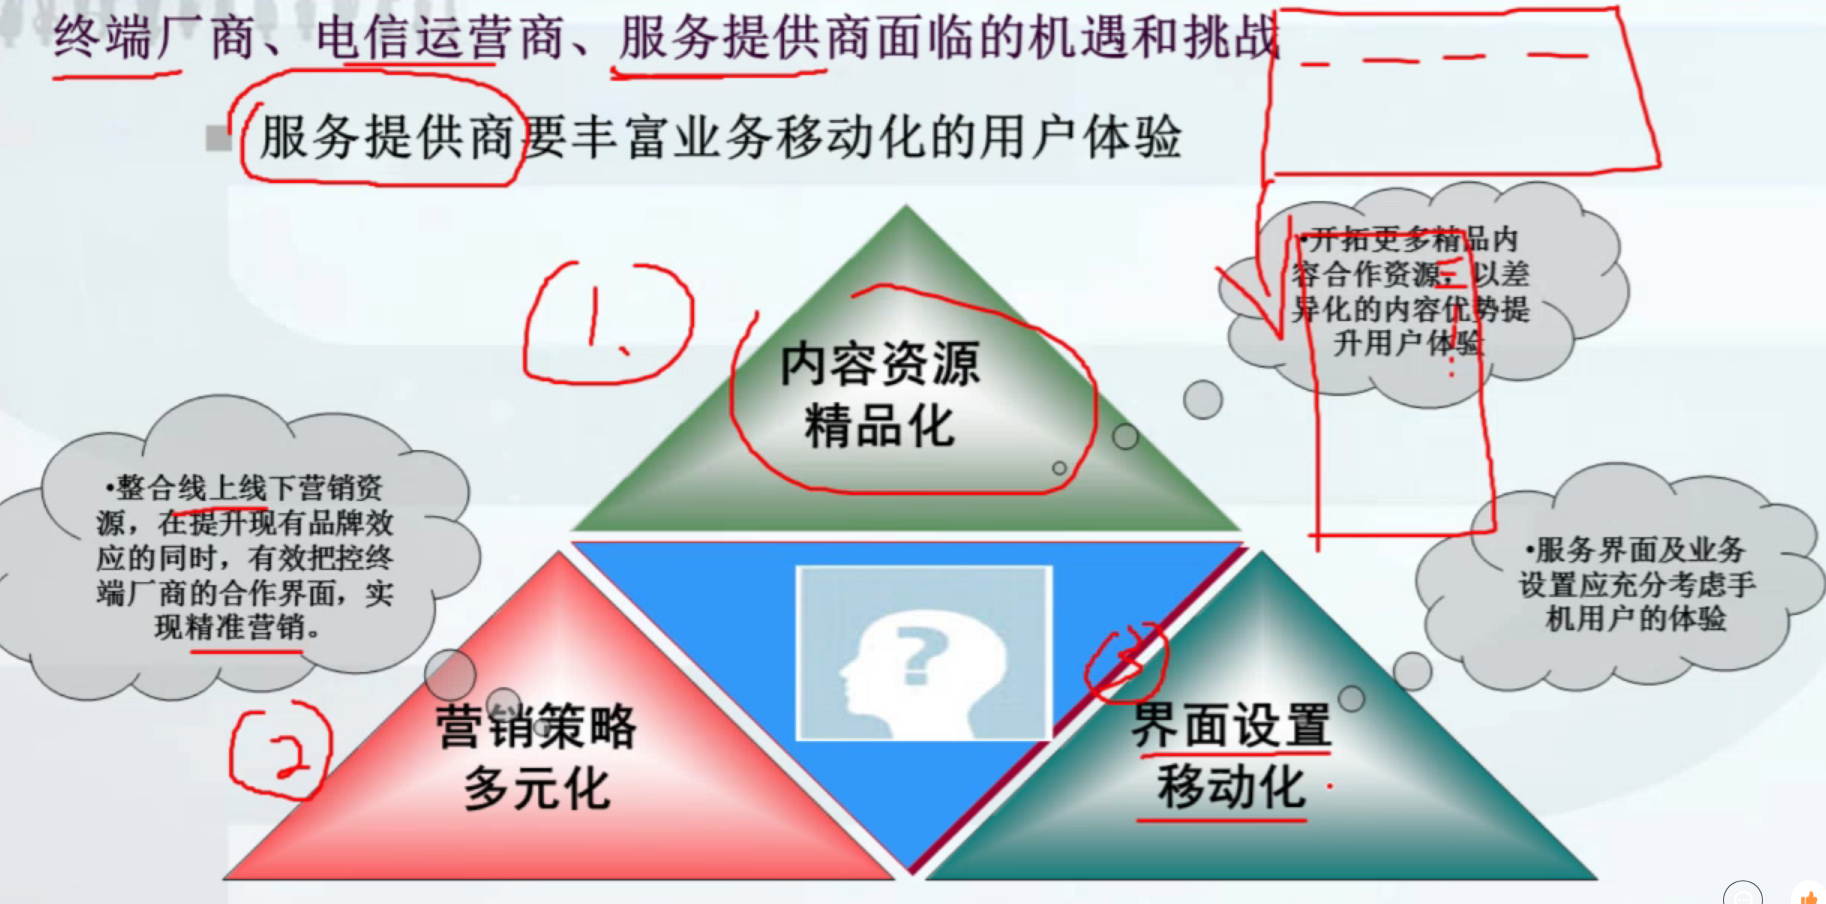 终端厂商、电信运营商、服务提供商面临的机遇和挑战
服务提供商要丰富业务移动化的用户体验
•开拓更多精品内
容合作资源，以差
异化的内容优势提
升用户体验
1、
内容资源
精品化
•整合线上线下营销资
源，在提升现有品牌效
应的同时，有效把控终
端厂商的合作界面，实
现精准营销。
•服务界面及业务
设置应充分考虑手
机用户的体验
?
2
营销策略
多元化
3
界面设置
移动化